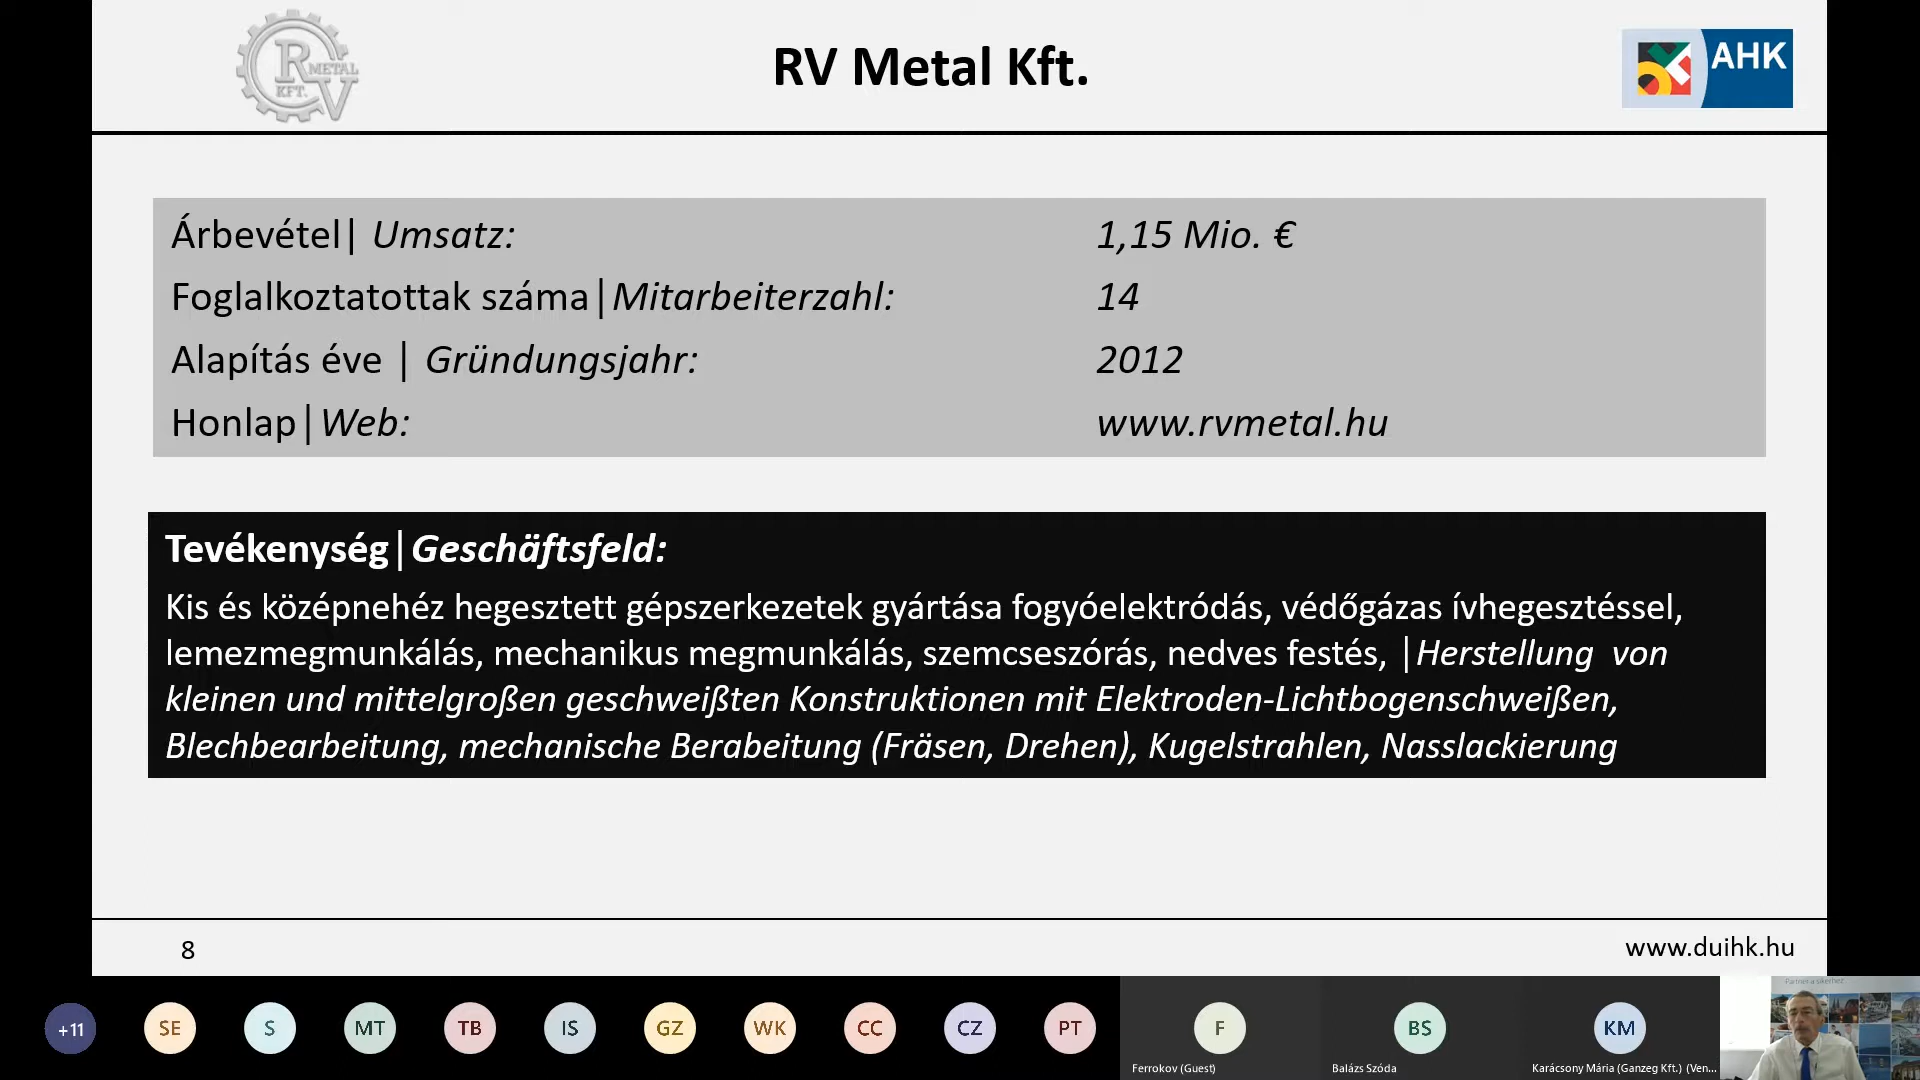 R METAL
KFT. V
RV Metal Kft.
AHK
Árbevétel| Umsatz: 1,15 Mio. €
Foglalkoztatottak száma|Mitarbeiterzahl: 14
Alapítás éve | Gründungsjahr: 2012
Honlap|Web: www.rvmetal.hu
Tevékenység|Geschäftsfeld:
Kis és középnehéz hegesztett gépszerkezetek gyártása fogyóelektródás, védőgázas ívhegesztéssel,
lemezmegmunkálás, mechanikus megmunkálás, szemcseszórás, nedves festés, |Herstellung von
kleinen und mittelgroßen geschweißten Konstruktionen mit Elektroden-Lichtbogenschweißen,
Blechbearbeitung, mechanische Berabeitung (Fräsen, Drehen), Kugelstrahlen, Nasslackierung
8
www.duihk.hu
+11 SE S MT TB IS GZ WK CC CZ PT F BS KM
Ferrokov (Guest) Balázs Szóda Karácsony Mária (Ganzeg Kft.) (Ven...
Partner a sikerhez